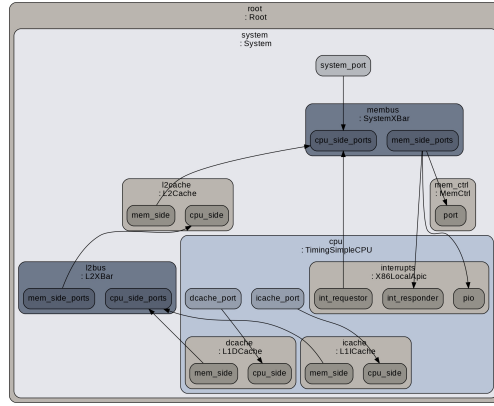 root
: Root
system
: System
system_port
membus
: SystemXBar
cpu_side_ports
mem_side_ports
l2cache
: L2Cache
mem_side
cpu_side
mem_ctrl
: MemCtrl
port
cpu
: TimingSimpleCPU
l2bus
: L2XBar
mem_side_ports
cpu_side_ports
dcache_port
icache_port
interrupts
: X86LocalApic
int_requestor
int_responder
pio
dcache
: L1DCache
mem_side
cpu_side
icache
: L1ICache
mem_side
cpu_side